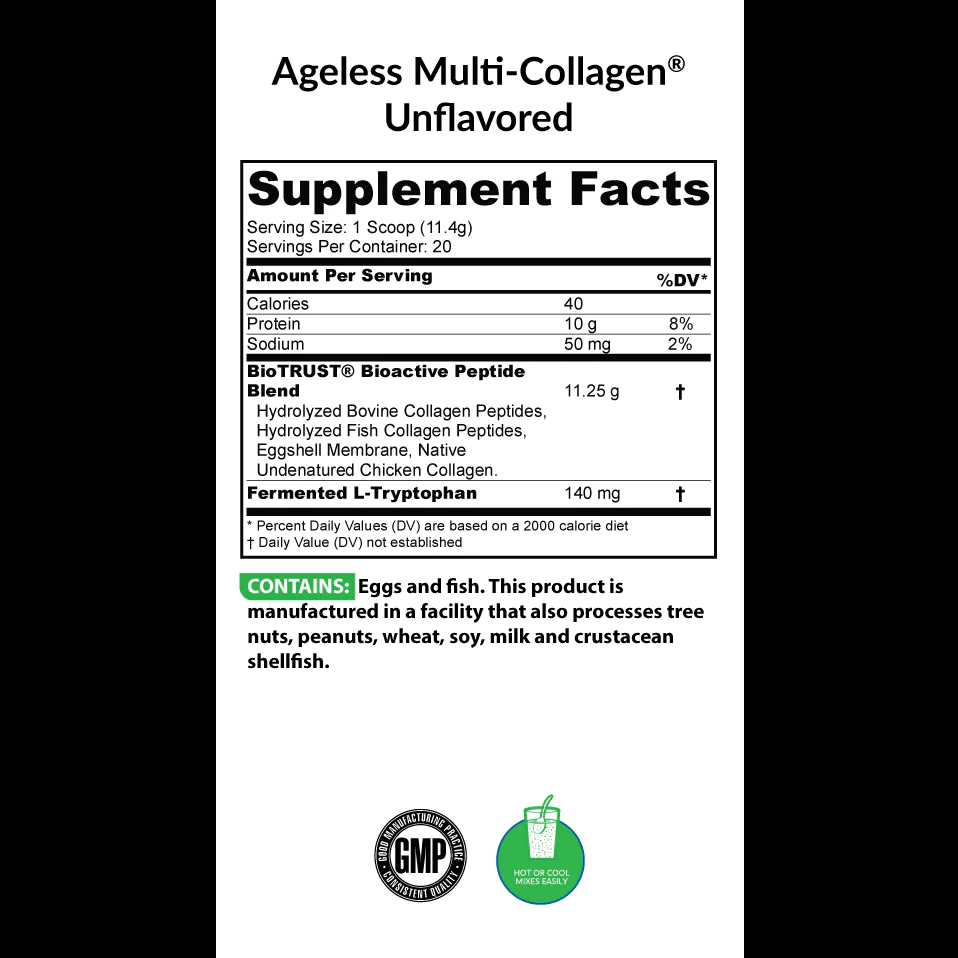 Ageless Multi-Collagen®
Unflavored
Supplement Facts
Serving Size: 1 Scoop (11.4g)
Servings Per Container: 20
Amount Per Serving %DV*
Calories 40
Protein 10 g 8%
Sodium 50 mg 2%
BioTRUST® Bioactive Peptide
Blend 11.25 g †
Hydrolyzed Bovine Collagen Peptides,
Hydrolyzed Fish Collagen Peptides,
Eggshell Membrane, Native
Undenatured Chicken Collagen.
Fermented L-Tryptophan 140 mg †
* Percent Daily Values (DV) are based on a 2000 calorie diet
† Daily Value (DV) not established
CONTAINS: Eggs and fish. This product is
manufactured in a facility that also processes tree
nuts, peanuts, wheat, soy, milk and crustacean
shellfish.
GOOD MANUFACTURING PRACTICE
GMP
CONSISTENT QUALITY
HOT OR COOL
MIXES EASILY